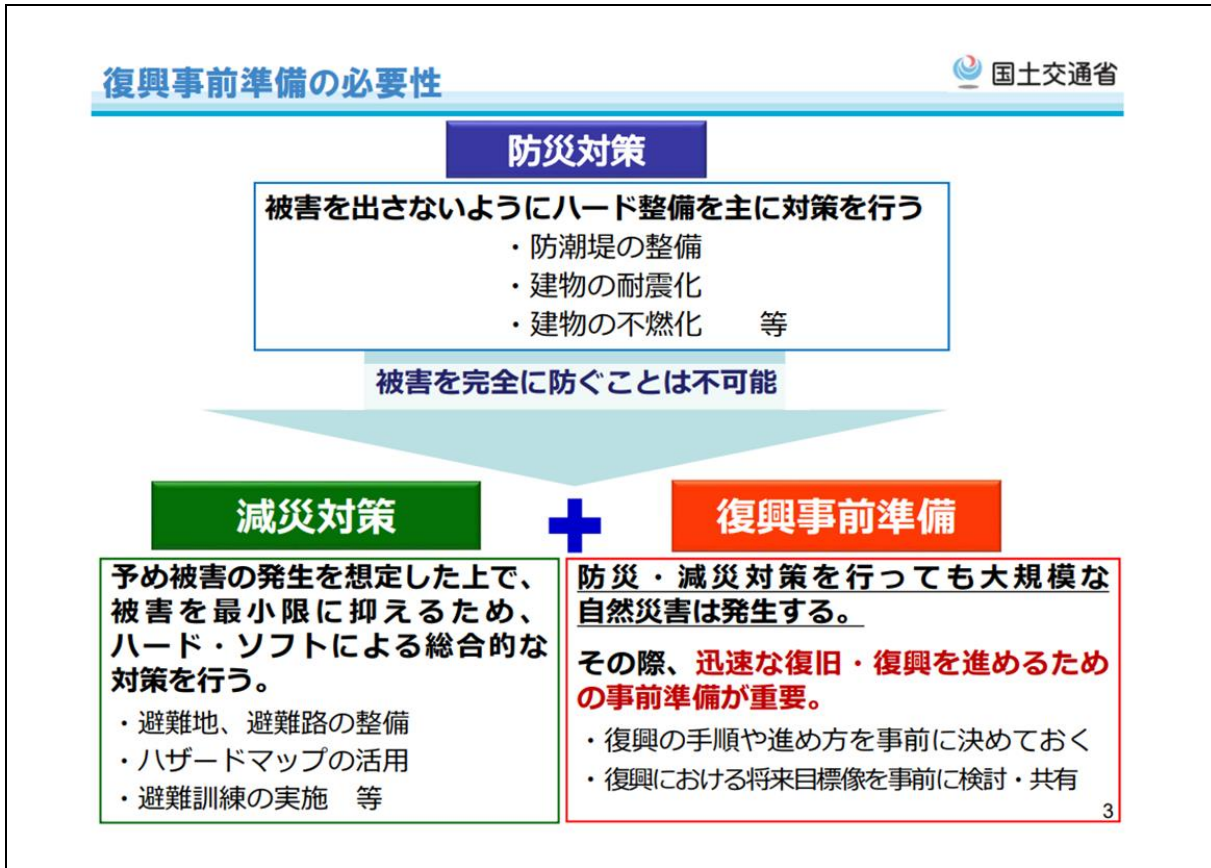 復興事前準備の必要性
国土交通省
防災対策
被害を出さないようにハード整備を主に対策を行う
・防潮堤の整備
・建物の耐震化
・建物の不燃化　　等
被害を完全に防ぐことは不可能
減災対策
予め被害の発生を想定した上で、
被害を最小限に抑えるため、
ハード・ソフトによる総合的な
対策を行う。
・避難地、避難路の整備
・ハザードマップの活用
・避難訓練の実施　等
復興事前準備
防災・減災対策を行っても大規模な
自然災害は発生する。
その際、迅速な復旧・復興を進めるため
の事前準備が重要。
・復興の手順や進め方を事前に決めておく
・復興における将来目標像を事前に検討・共有
3